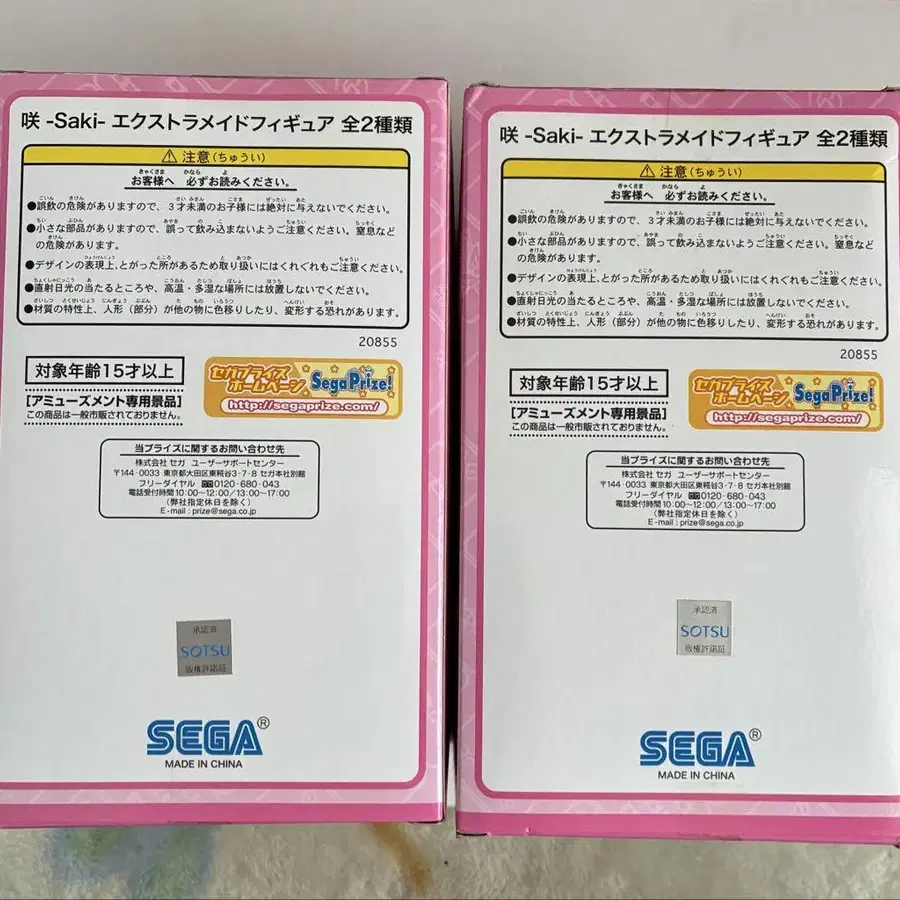 咲 -Saki- エクストラメイドフィギュア 全2種類
注意(ちゅうい)
お客様へ 必ずお読みください。
●誤飲の危険がありますので、3才未満のお子様には絶対に与えないでください。
●小さな部品がありますので、誤って飲み込まないようご注意ください。窒息など
の危険があります。
●デザインの表現上、とがった所があるため取り扱いにはくれぐれもご注意ください。
●直射日光の当たるところや、高温・多湿な場所には放置しないでください。
●材質の特性上、人形(部分)が他の物に色移りしたり、変形する恐れがあります。
20855
対象年齢15才以上
[アミューズメント専用景品]
この商品は一般市販されておりません。
セガプライズ
ホームページ
SegaPrize!
http://segaprize.com/
当プライズに関するお問い合わせ先
株式会社 セガ ユーザーサポートセンター
〒144-0033 東京都大田区東糀谷3-7-8 セガ本社別館
フリーダイヤル 0120-680-043
電話受付時間 10:00〜12:00/13:00〜17:00
(弊社指定休日を除く)
E-mail : prize@sega.co.jp
承認済
SOTSU
版権許諾証
SEGA®
MADE IN CHINA
咲 -Saki- エクストラメイドフィギュア 全2種類
注意(ちゅうい)
お客様へ 必ずお読みください。
●誤飲の危険がありますので、3才未満のお子様には絶対に与えないでください。
●小さな部品がありますので、誤って飲み込まないようご注意ください。窒息など
の危険があります。
●デザインの表現上、とがった所があるため取り扱いにはくれぐれもご注意ください。
●直射日光の当たるところや、高温・多湿な場所には放置しないでください。
●材質の特性上、人形(部分)が他の物に色移りしたり、変形する恐れがあります。
20855
対象年齢15才以上
[アミューズメント専用景品]
この商品は一般市販されておりません。
セガプライズ
ホームページ
SegaPrize!
http://segaprize.com/
当プライズに関するお問い合わせ先
株式会社 セガ ユーザーサポートセンター
〒144-0033 東京都大田区東糀谷3-7-8 セガ本社別館
フリーダイヤル 0120-680-043
電話受付時間 10:00〜12:00/13:00〜17:00
(弊社指定休日を除く)
E-mail : prize@sega.co.jp
承認済
SOTSU
版権許諾証
SEGA®
MADE IN CHINA